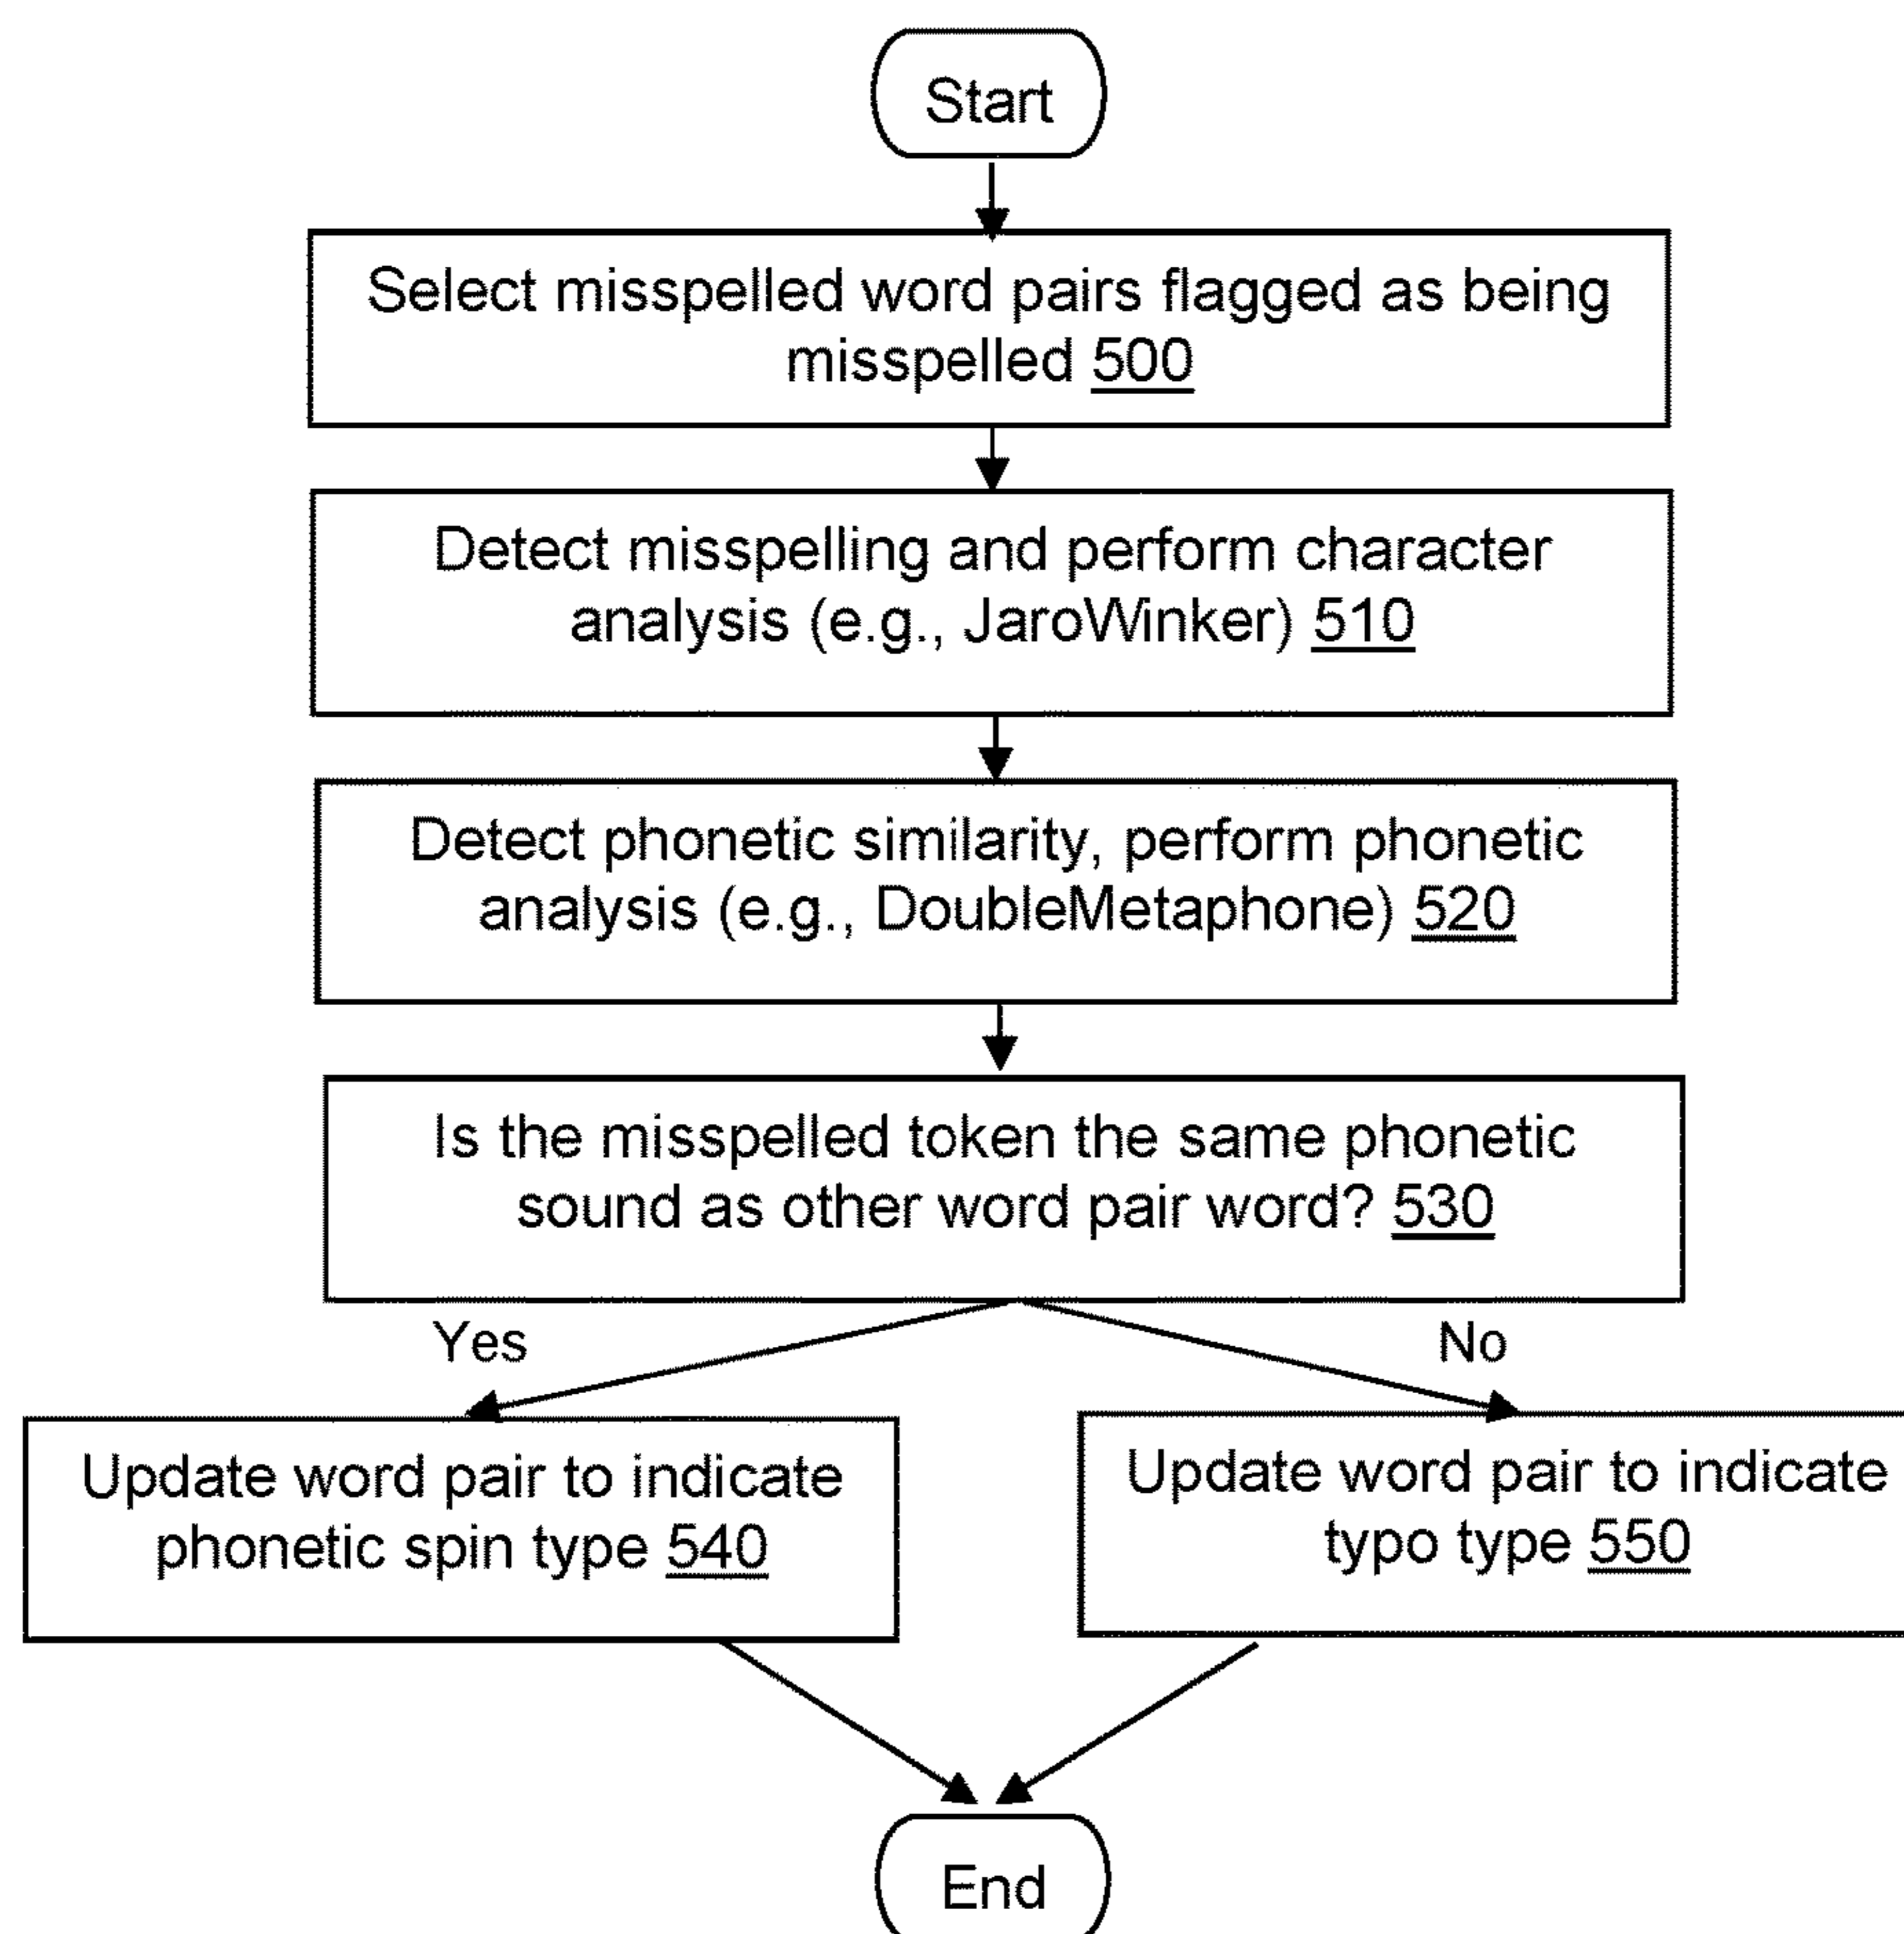 Start
Select misspelled word pairs flagged as being
misspelled 500
Detect misspelling and perform character
analysis (e.g., JaroWinker) 510
Detect phonetic similarity, perform phonetic
analysis (e.g., DoubleMetaphone) 520
Is the misspelled token the same phonetic
sound as other word pair word? 530
Yes
No
Update word pair to indicate
phonetic spin type 540
Update word pair to indicate
typo type 550
End